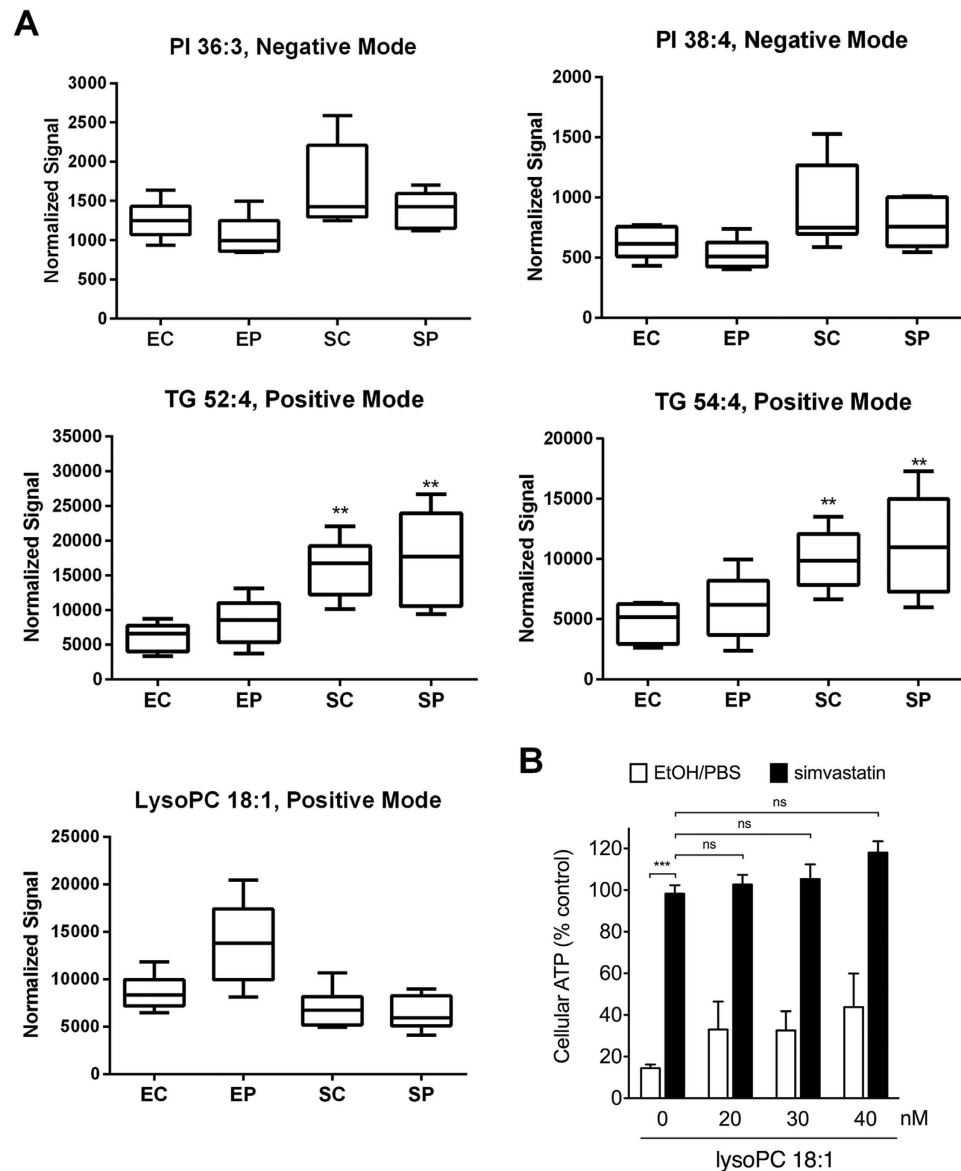 A
PI 36:3, Negative Mode
Normalized Signal
3000
2500
2000
1500
1000
500
0
EC EP SC SP
PI 38:4, Negative Mode
Normalized Signal
2000
1500
1000
500
0
EC EP SC SP
TG 52:4, Positive Mode
Normalized Signal
35000
30000
25000
20000
15000
10000
5000
0
** **
EC EP SC SP
TG 54:4, Positive Mode
Normalized Signal
20000
15000
10000
5000
0
** **
EC EP SC SP
LysoPC 18:1, Positive Mode
Normalized Signal
25000
20000
15000
10000
5000
0
EC EP SC SP
B
EtOH/PBS simvastatin
ns
ns
*** ns
Cellular ATP (% control)
120
100
80
60
40
20
0
0 20 30 40 nM
lysoPC 18:1